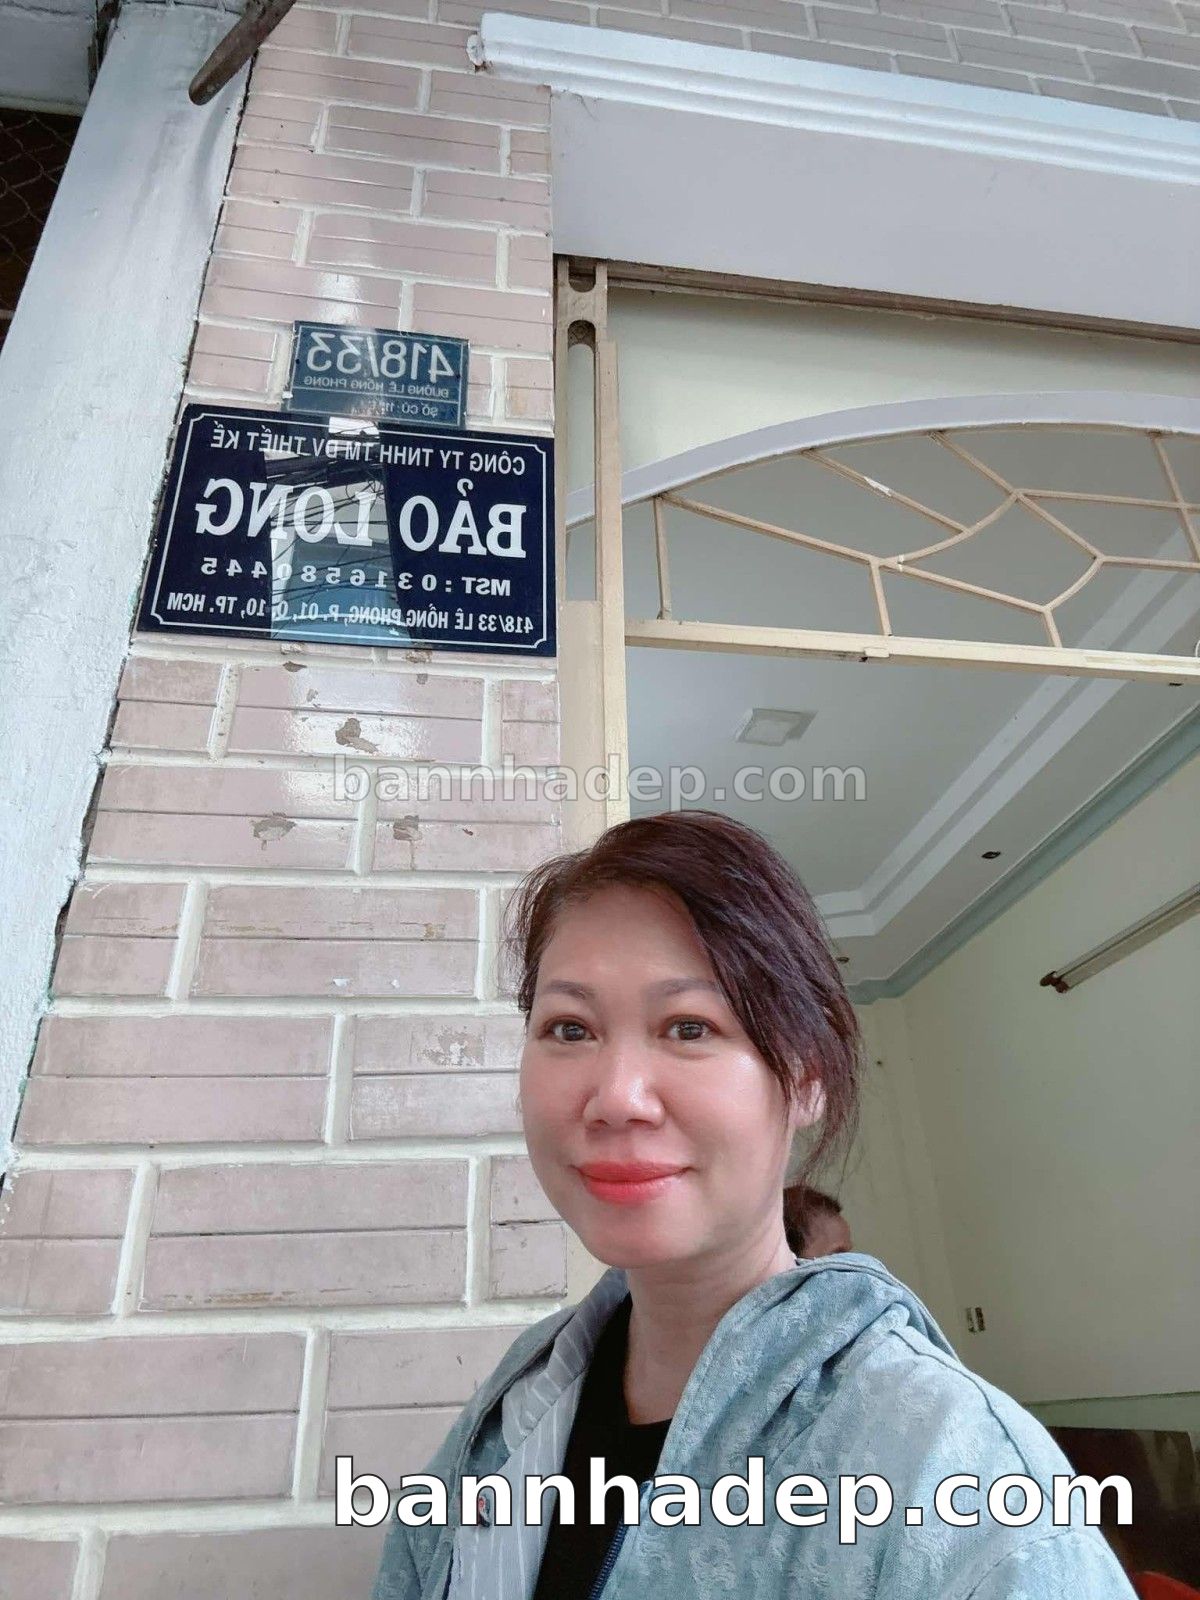 418/33
ĐƯỜNG LÊ HỒNG PHONG
SỐ CŨ:
CÔNG TY TNHH TM DV THIẾT KẾ
BẢO LONG
MST: 0316580445
418/33 LÊ HỒNG PHONG, P. 01, Q. 10, TP. HCM
bannhadep.com
bannhadep.com